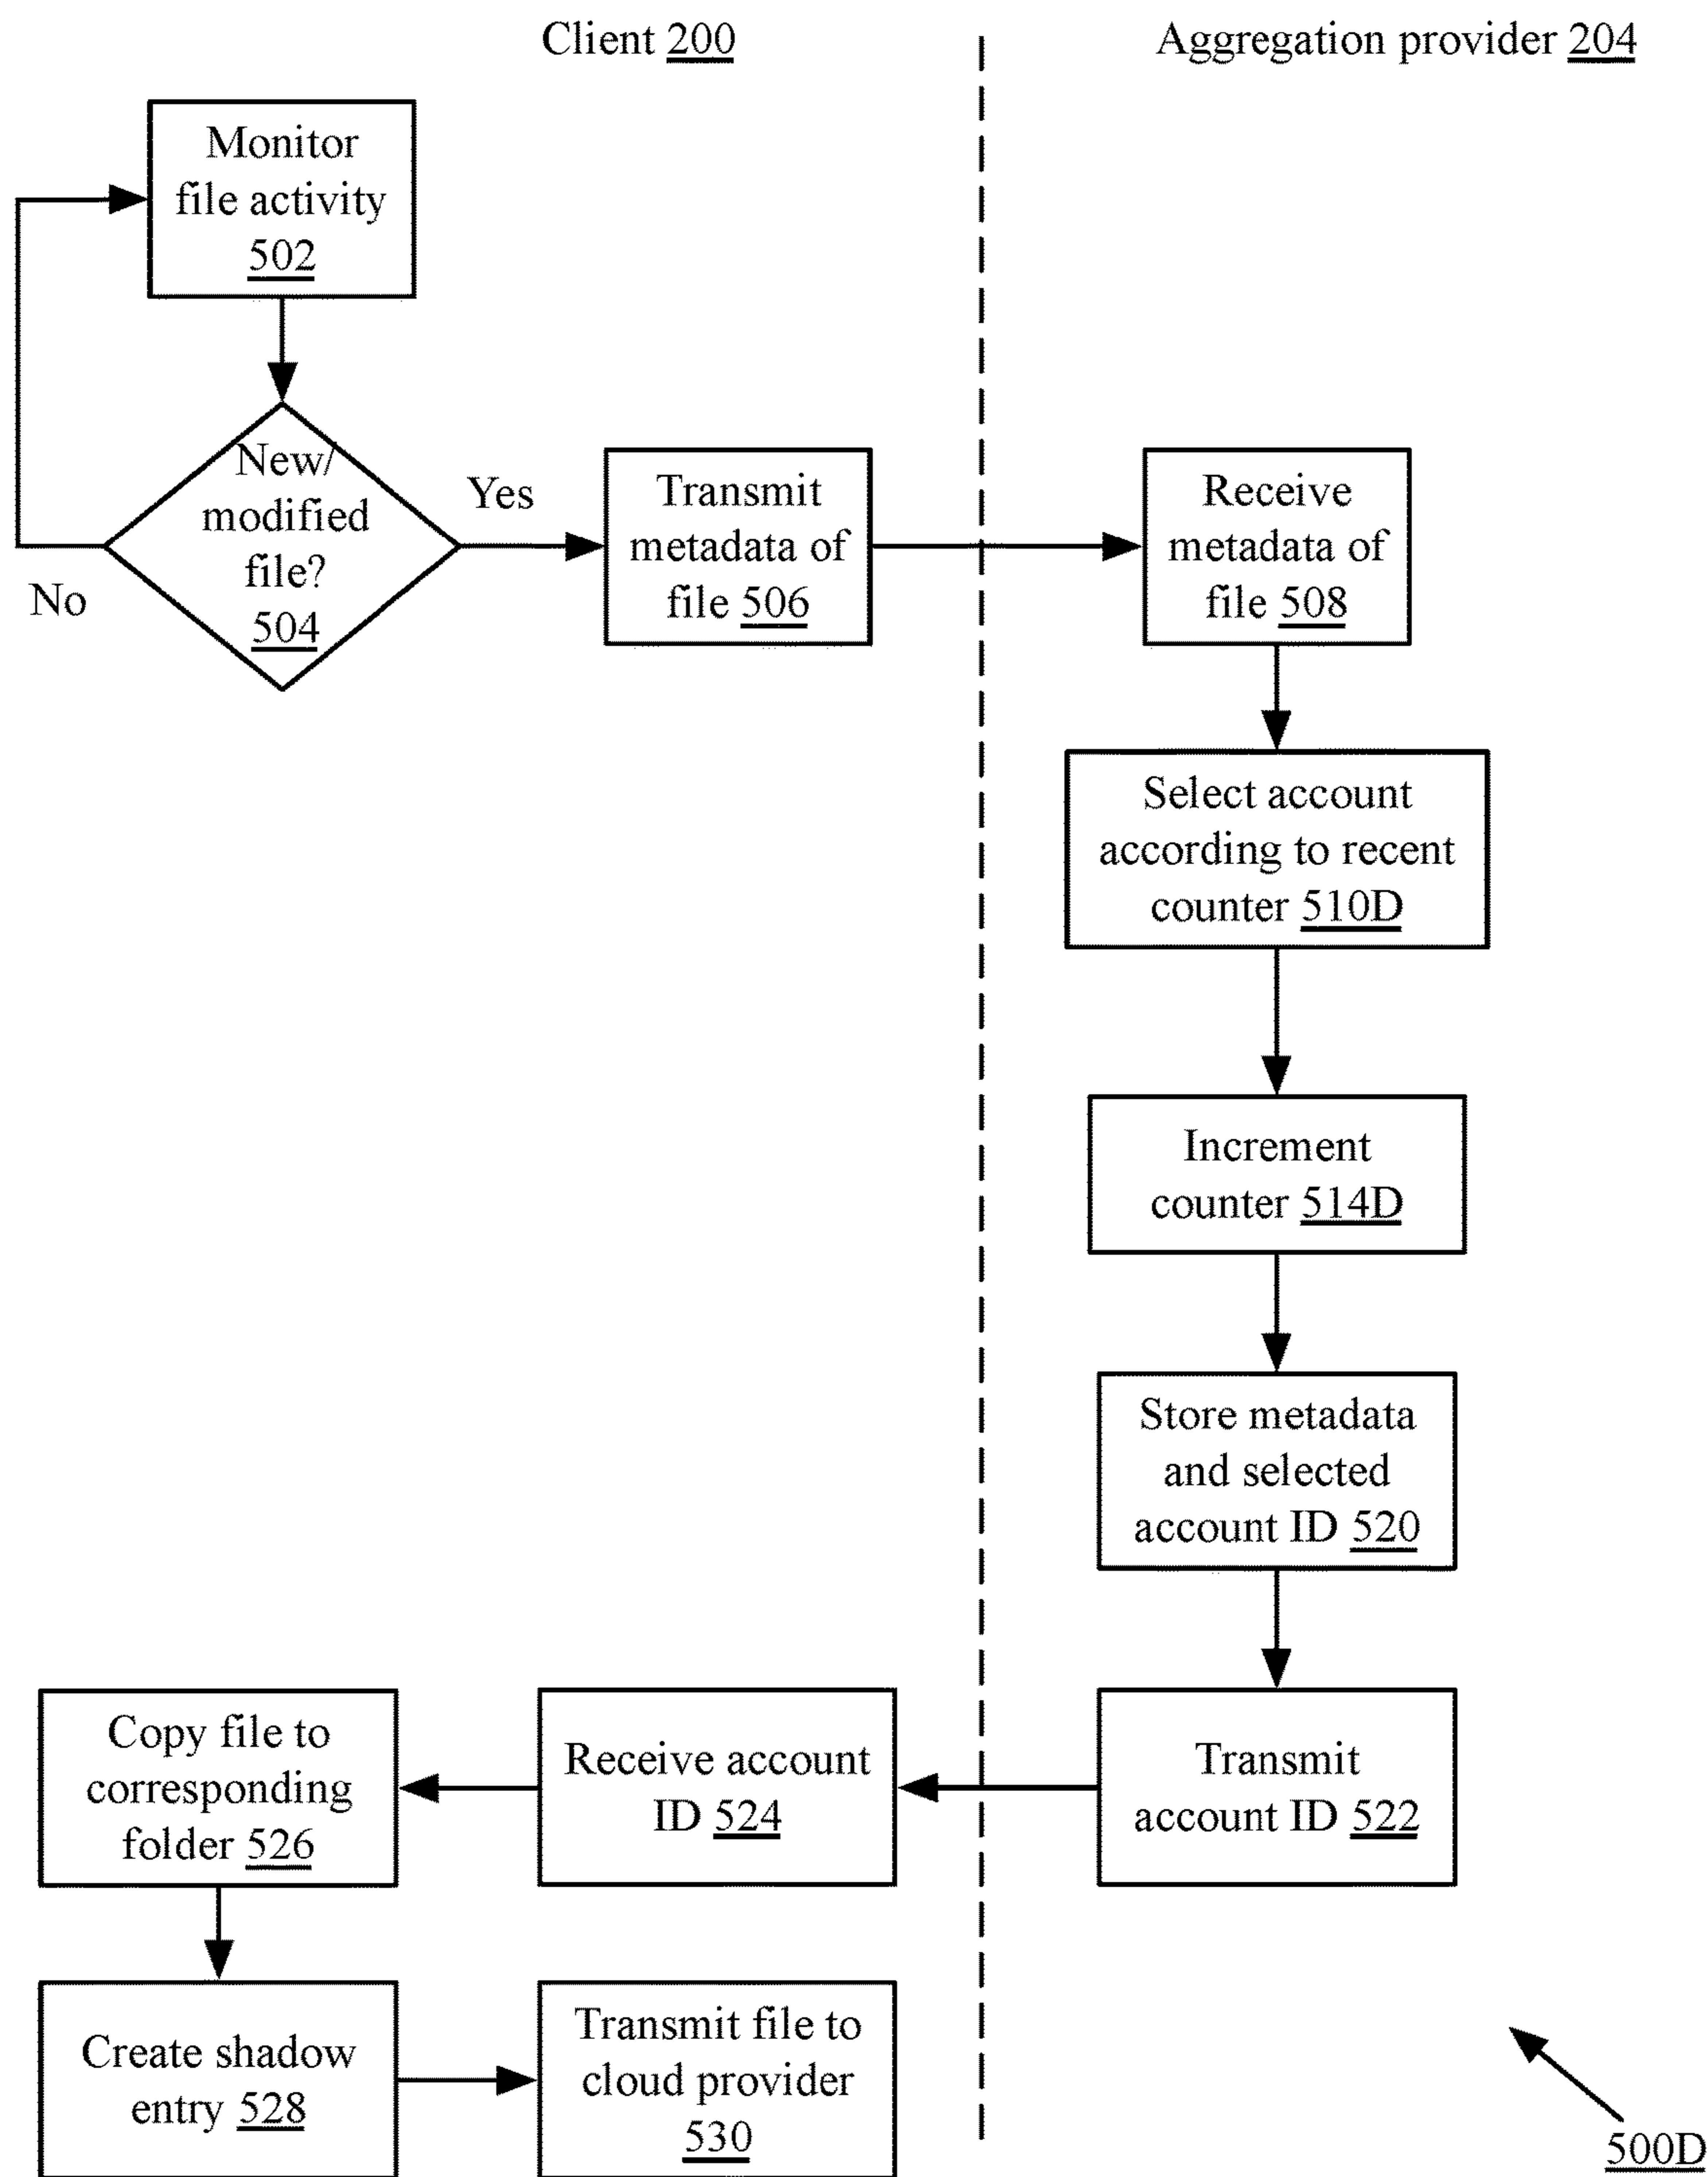 Client 200
Aggregation provider 204
Monitor
file activity
502
New/
modified
file?
504
Yes
No
Transmit
metadata of
file 506
Receive
metadata of
file 508
Select account
according to recent
counter 510D
Increment
counter 514D
Store metadata
and selected
account ID 520
Transmit
account ID 522
Receive account
ID 524
Copy file to
corresponding
folder 526
Create shadow
entry 528
Transmit file to
cloud provider
530
500D